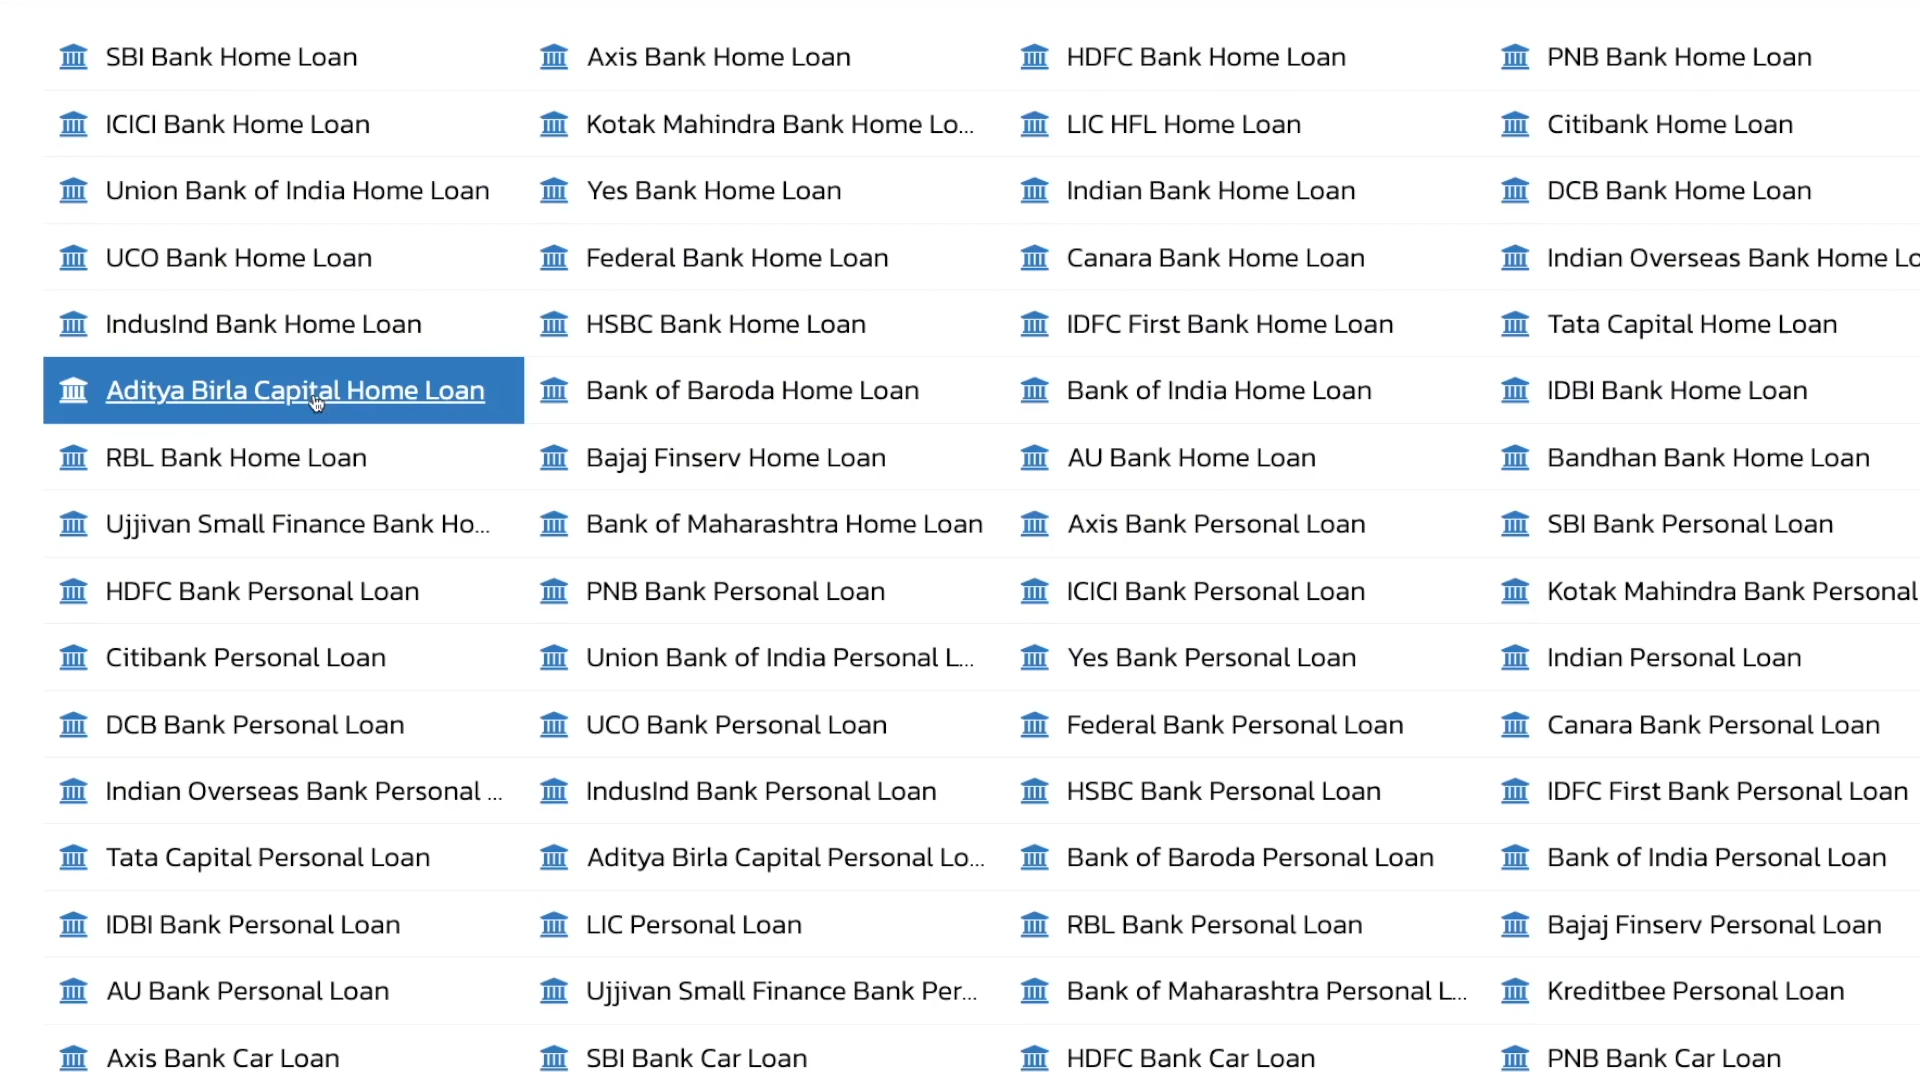 SBI Bank Home Loan
Axis Bank Home Loan
HDFC Bank Home Loan
PNB Bank Home Loan
ICICI Bank Home Loan
Kotak Mahindra Bank Home Lo...
LIC HFL Home Loan
Citibank Home Loan
Union Bank of India Home Loan
Yes Bank Home Loan
Indian Bank Home Loan
DCB Bank Home Loan
UCO Bank Home Loan
Federal Bank Home Loan
Canara Bank Home Loan
Indian Overseas Bank Home Lo
IndusInd Bank Home Loan
HSBC Bank Home Loan
IDFC First Bank Home Loan
Tata Capital Home Loan
Aditya Birla Capital Home Loan
Bank of Baroda Home Loan
Bank of India Home Loan
IDBI Bank Home Loan
RBL Bank Home Loan
Bajaj Finserv Home Loan
AU Bank Home Loan
Bandhan Bank Home Loan
Ujjivan Small Finance Bank Ho...
Bank of Maharashtra Home Loan
Axis Bank Personal Loan
SBI Bank Personal Loan
HDFC Bank Personal Loan
PNB Bank Personal Loan
ICICI Bank Personal Loan
Kotak Mahindra Bank Personal
Citibank Personal Loan
Union Bank of India Personal L...
Yes Bank Personal Loan
Indian Personal Loan
DCB Bank Personal Loan
UCO Bank Personal Loan
Federal Bank Personal Loan
Canara Bank Personal Loan
Indian Overseas Bank Personal ...
IndusInd Bank Personal Loan
HSBC Bank Personal Loan
IDFC First Bank Personal Loan
Tata Capital Personal Loan
Aditya Birla Capital Personal Lo...
Bank of Baroda Personal Loan
Bank of India Personal Loan
IDBI Bank Personal Loan
LIC Personal Loan
RBL Bank Personal Loan
Bajaj Finserv Personal Loan
AU Bank Personal Loan
Ujjivan Small Finance Bank Per...
Bank of Maharashtra Personal L...
Kreditbee Personal Loan
Axis Bank Car Loan
SBI Bank Car Loan
HDFC Bank Car Loan
PNB Bank Car Loan